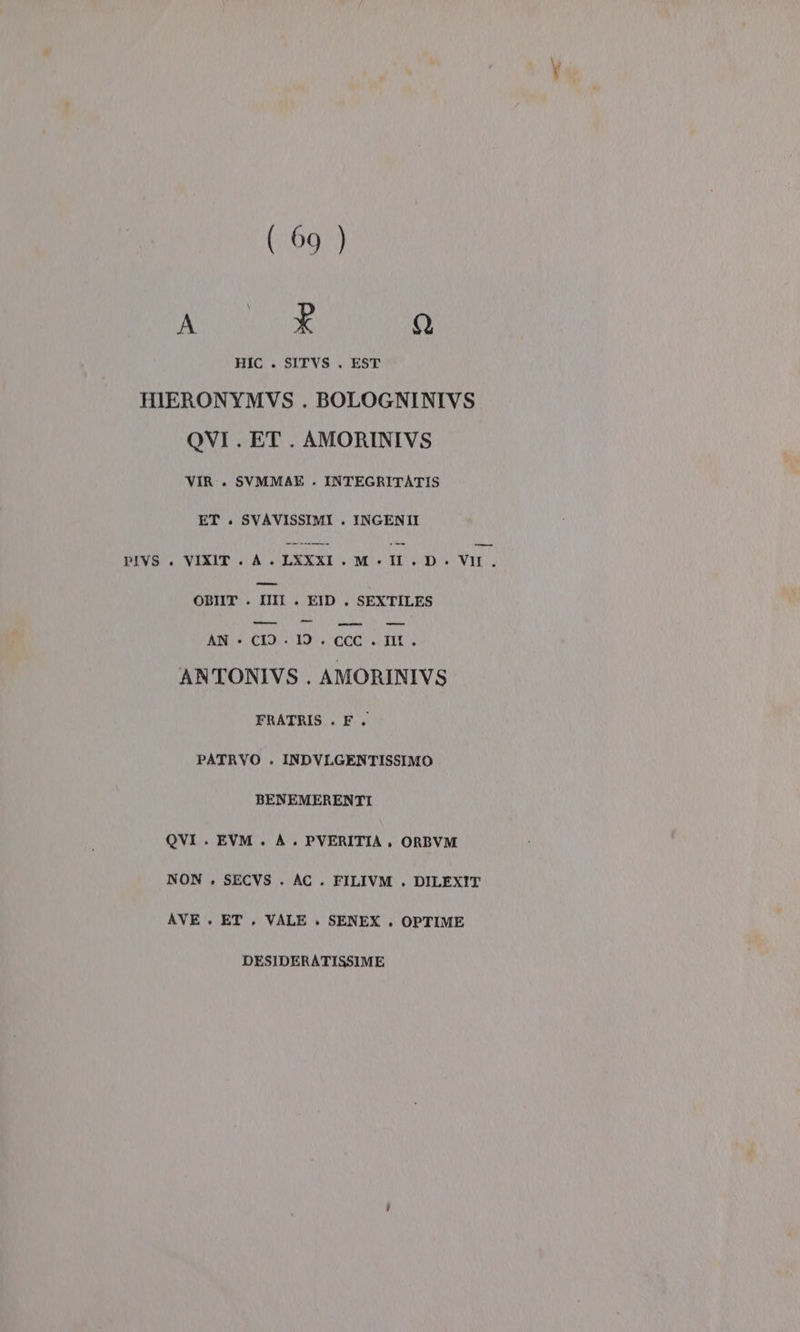 ( 69 )
A ☧ Ω
HIC . SITVS . EST
HIERONYMVS . BOLOGNINIVS
QVI . ET . AMORINIVS
VIR . SVMMAE . INTEGRITATIS
ET . SVAVISSIMI . INGENII
PIVS . VIXIT . A . LXXXI . M . II . D . VII .
OBIIT . IIII . EID . SEXTILES
AN . CIƆ . IƆ . CCC . III .
ANTONIVS . AMORINIVS
FRATRIS . F .
PATRVO . INDVLGENTISSIMO
BENEMERENTI
QVI . EVM . A . PVERITIA . ORBVM
NON . SECVS . AC . FILIVM . DILEXIT
AVE . ET . VALE . SENEX . OPTIME
DESIDERATISSIME